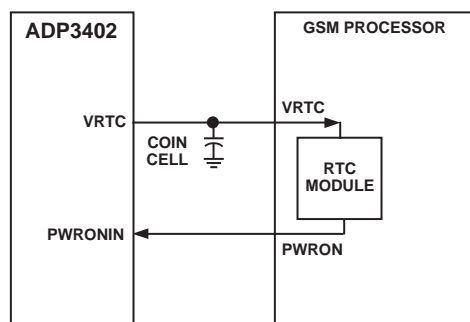 ADP3402
GSM PROCESSOR
VRTC
VRTC
COIN
CELL
RTC
MODULE
PWRONIN
PWRON